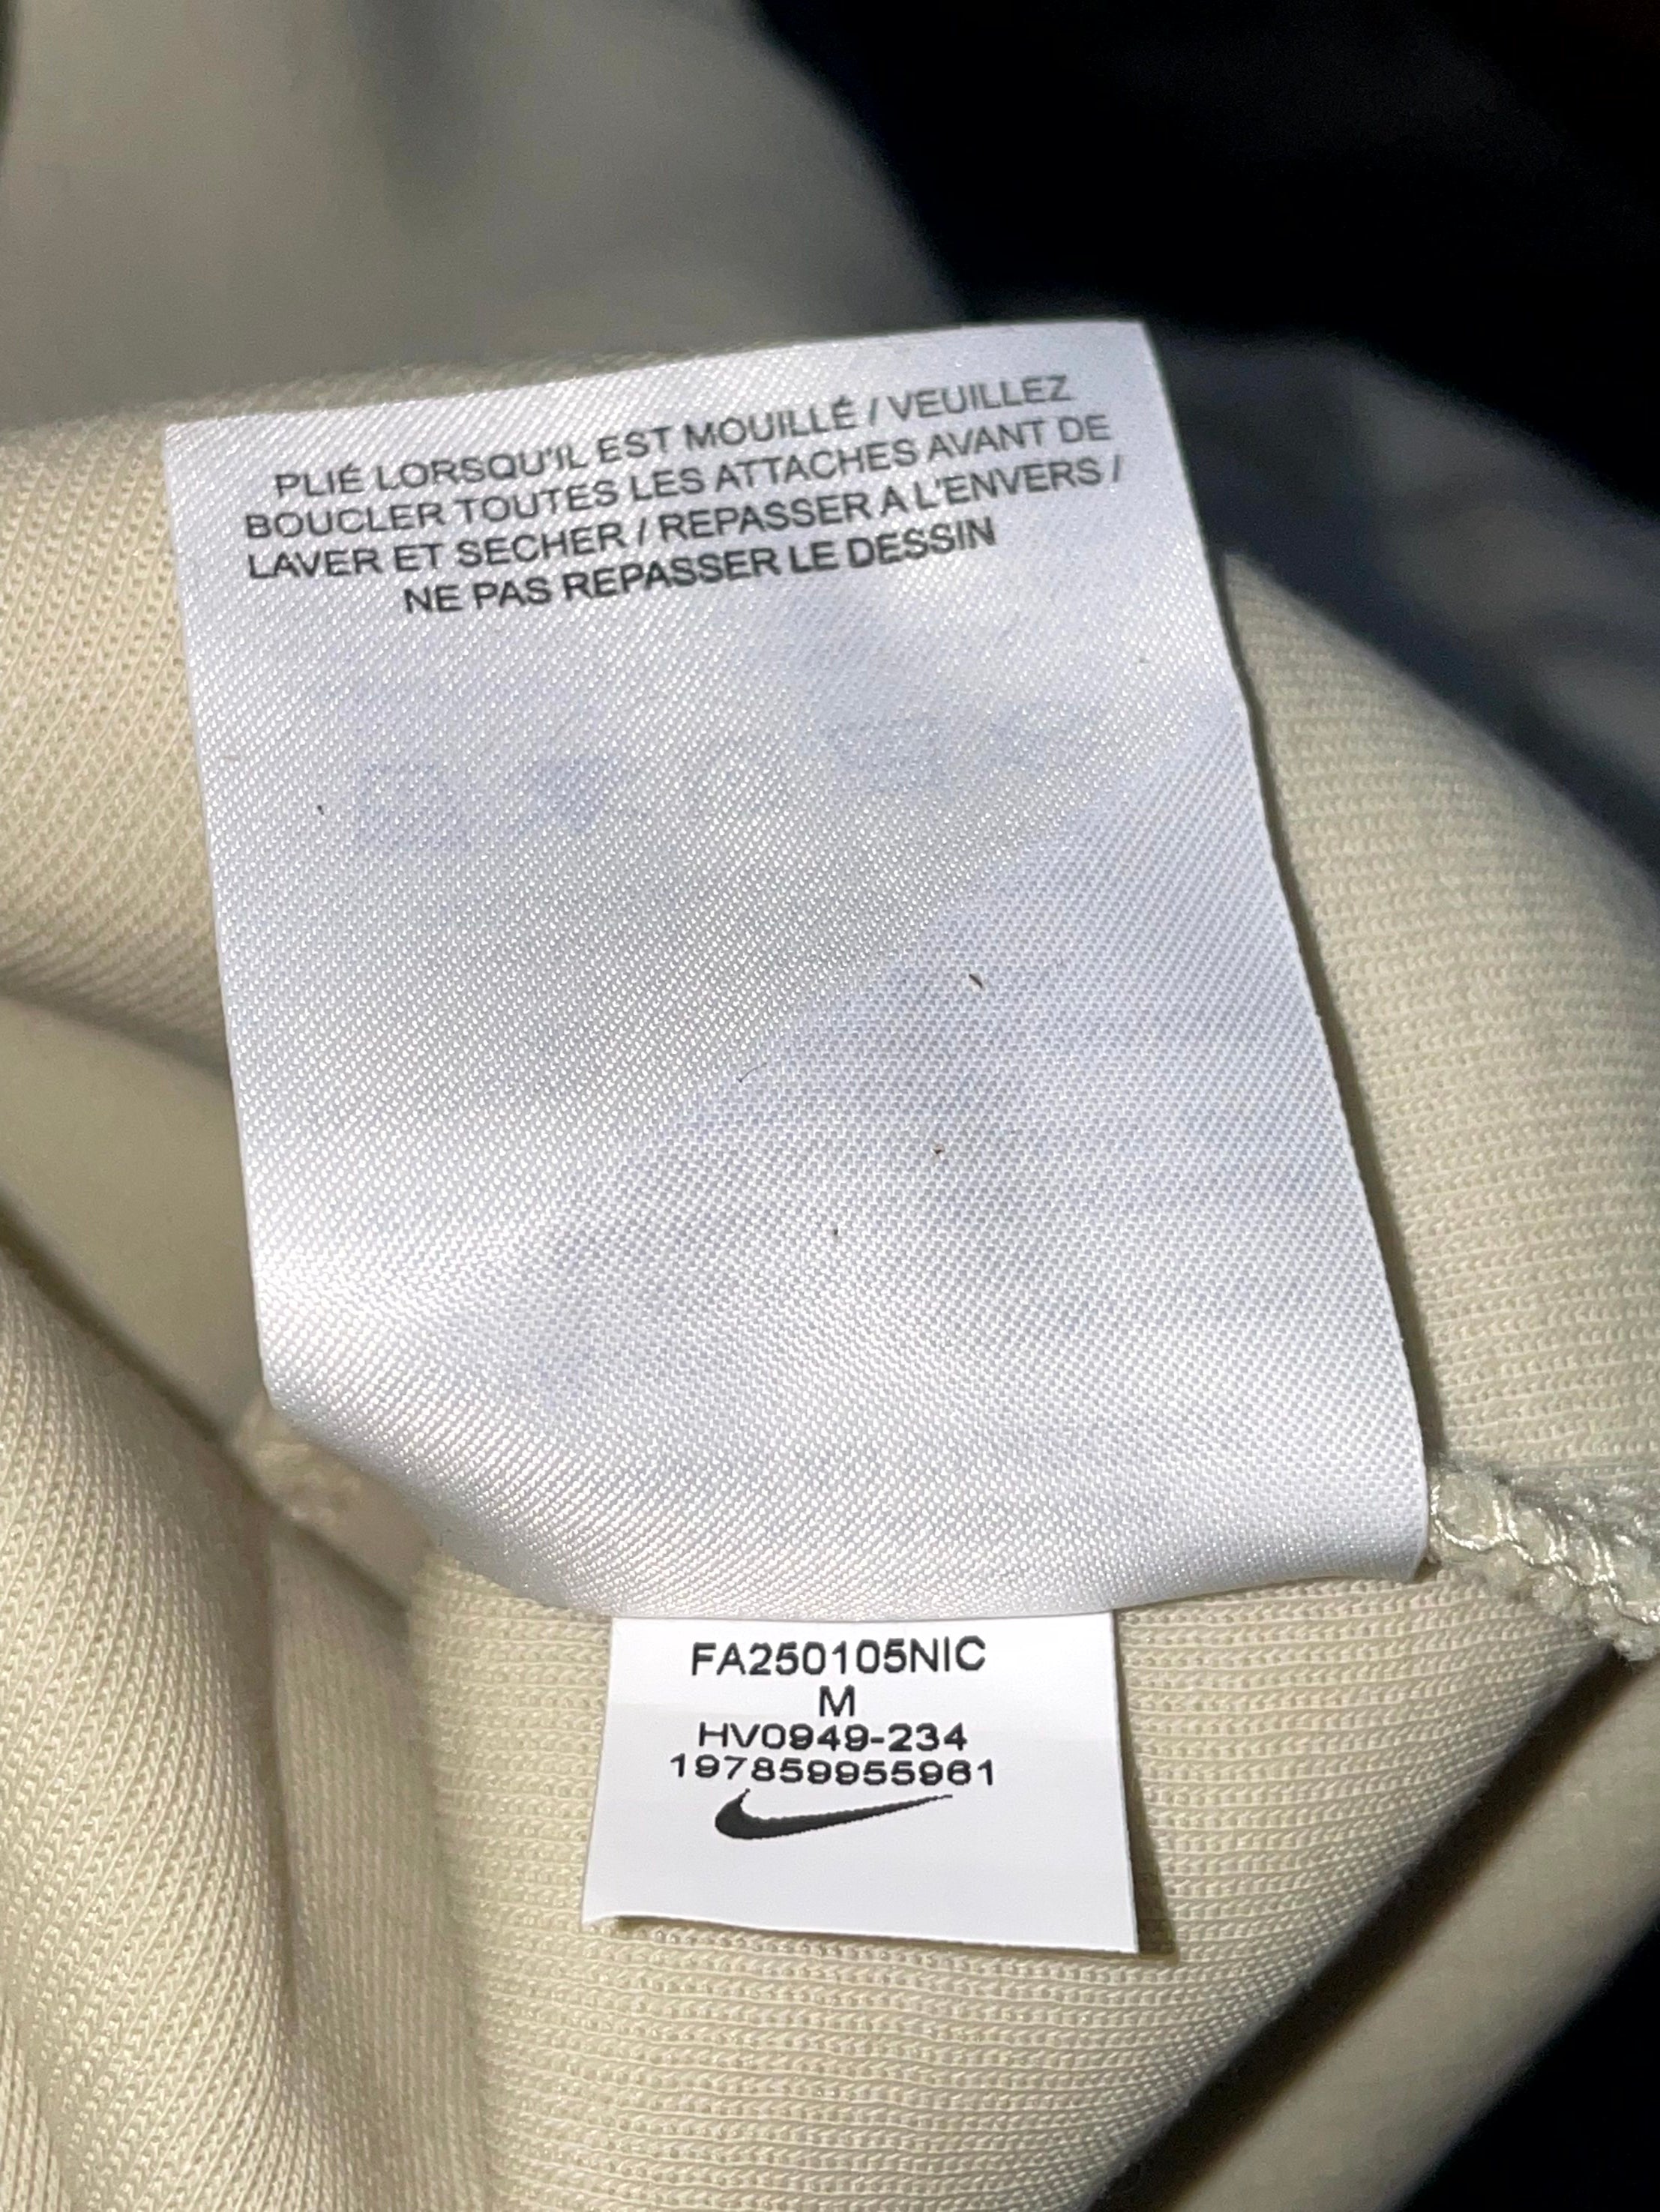 PLIÉ LORSQU'IL EST MOUILLÉ / VEUILLEZ
BOUCLER TOUTES LES ATTACHES AVANT DE
LAVER ET SECHER / REPASSER A L'ENVERS /
NE PAS REPASSER LE DESSIN
FA250105NIC
M
HV0949-234
197859955961